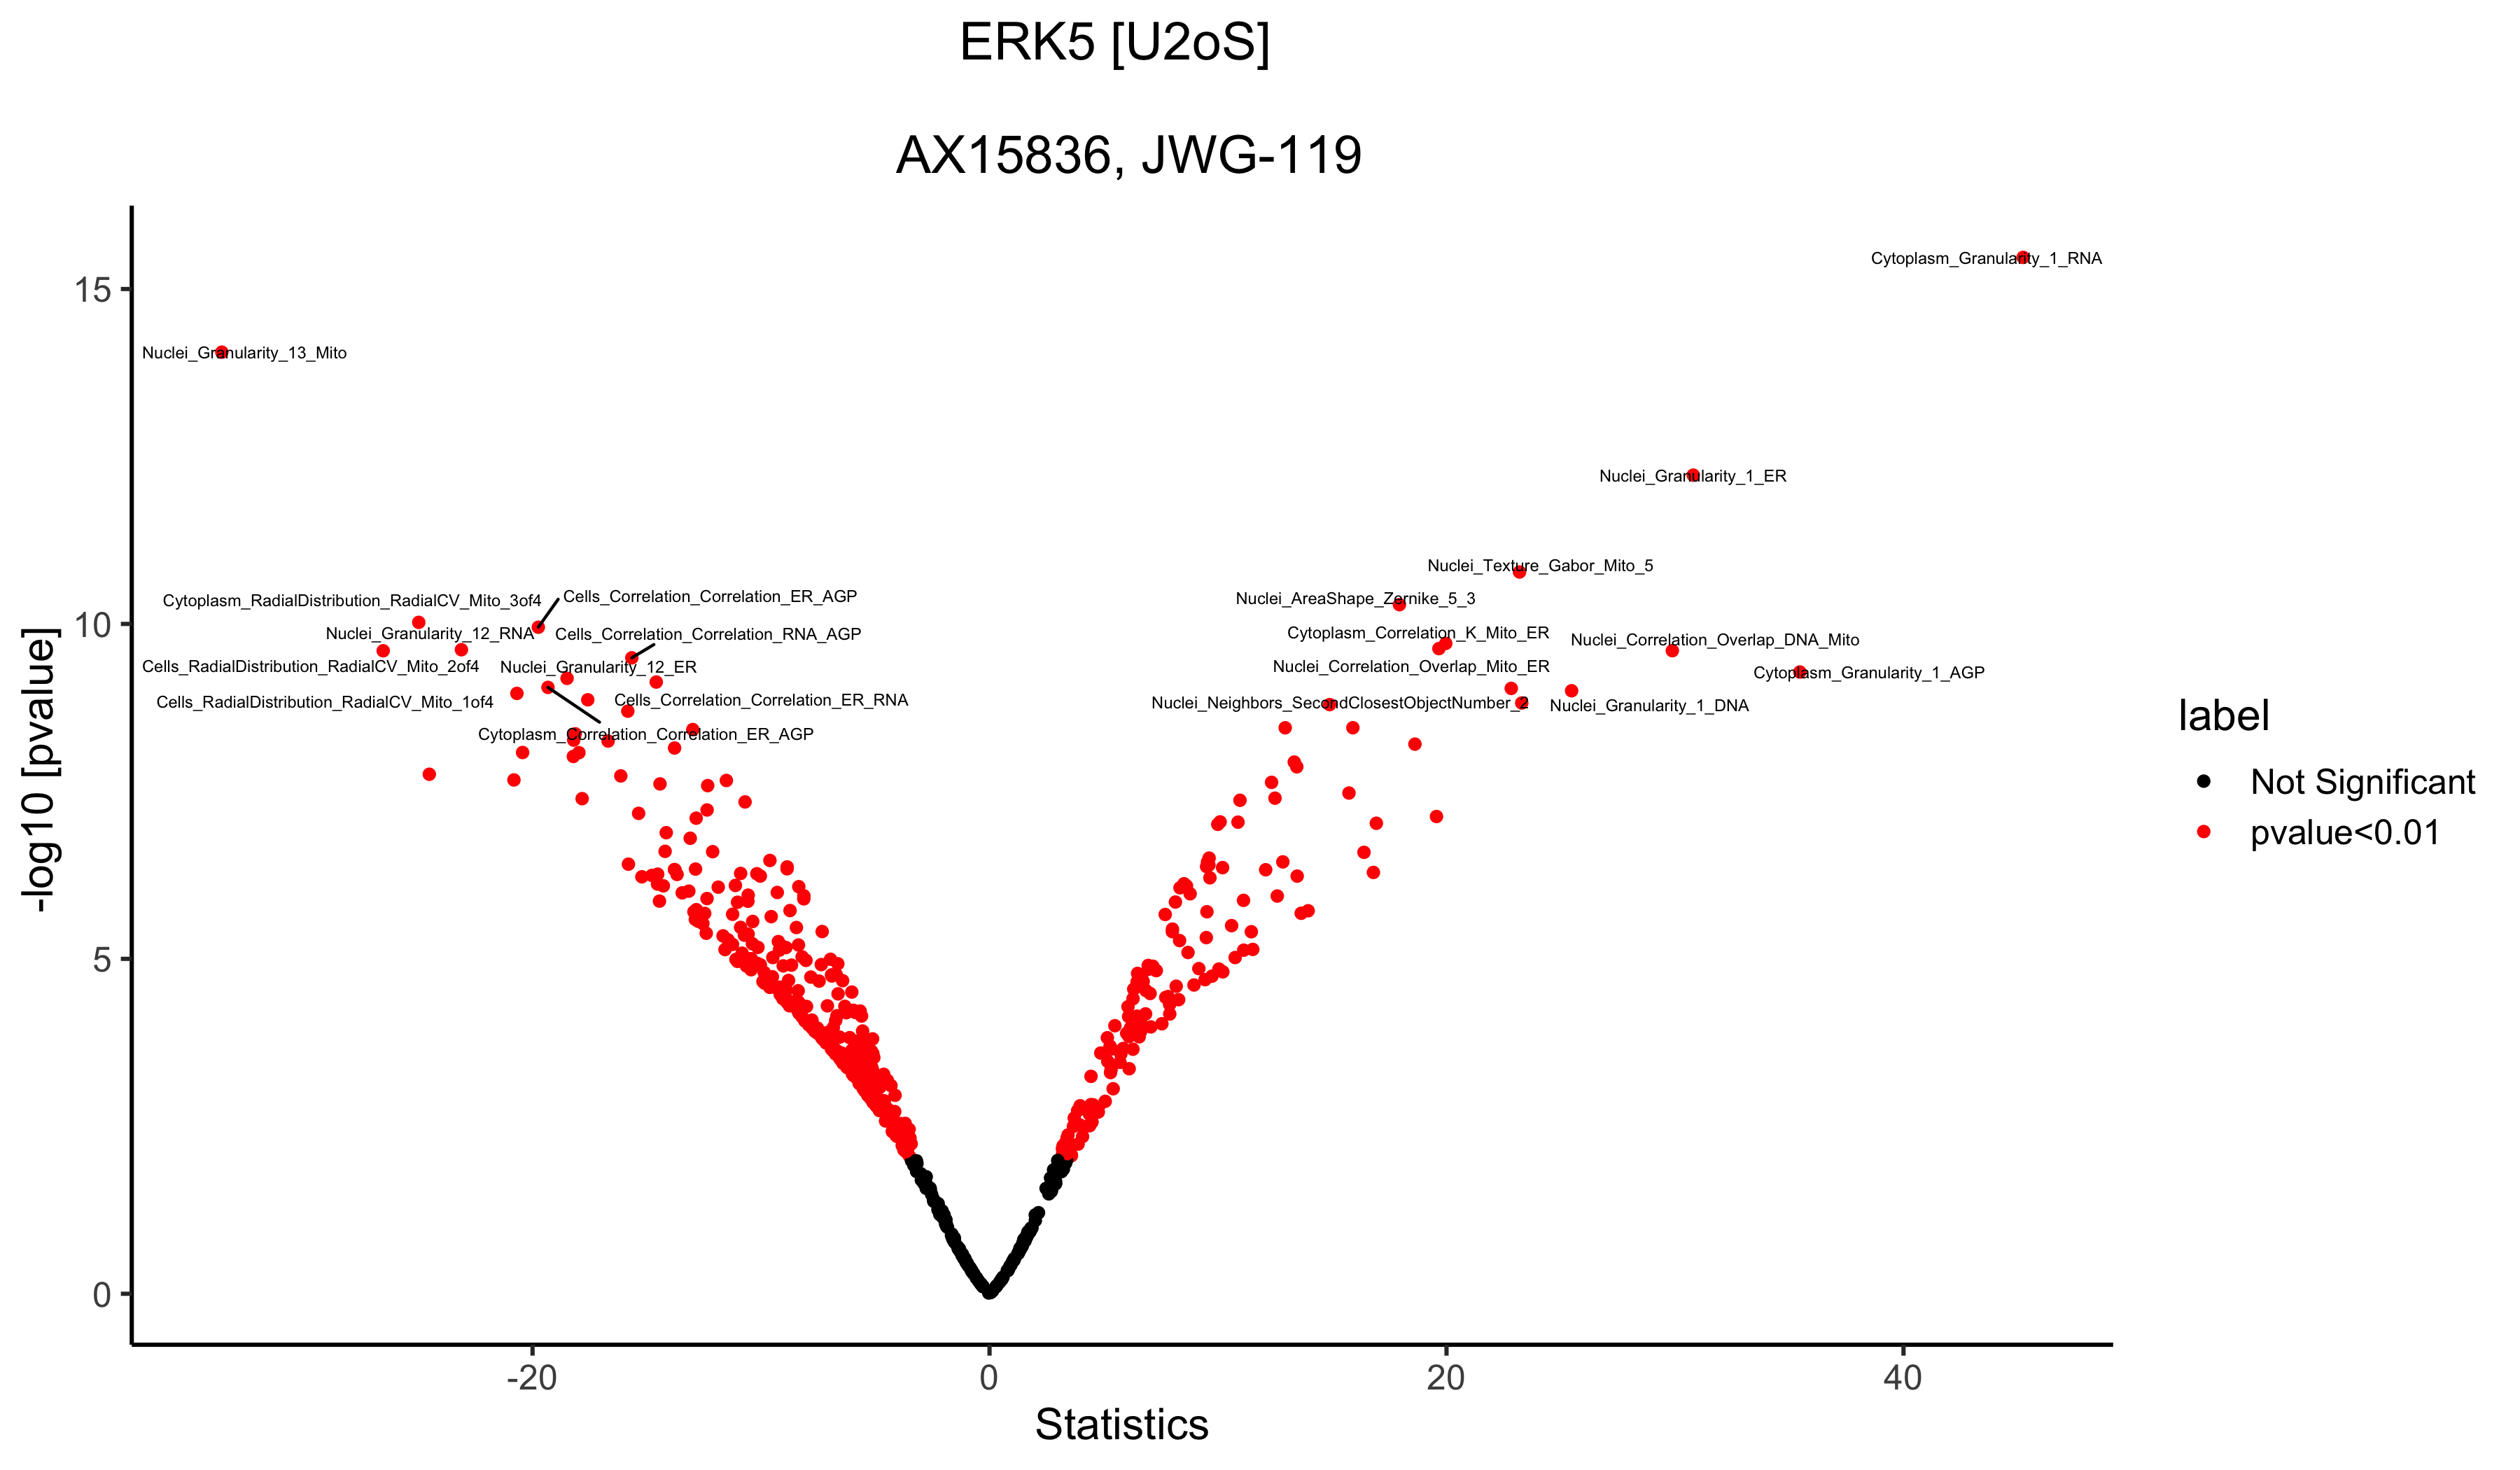 ERK5 [U2oS]
AX15836, JWG-119
-log10 [pvalue]
15
10
5
0
Cytoplasm_Granularity_1_RNA
Nuclei_Granularity_13_Mito
Nuclei_Granularity_1_ER
Nuclei_Texture_Gabor_Mito_5
Cytoplasm_RadialDistribution_RadialCV_Mito_3of4
Cells_Correlation_Correlation_ER_AGP
Nuclei_AreaShape_Zernike_5_3
Nuclei_Granularity_12_RNA
Cells_Correlation_Correlation_RNA_AGP
Cytoplasm_Correlation_K_Mito_ER
Nuclei_Correlation_Overlap_DNA_Mito
Cells_RadialDistribution_RadialCV_Mito_2of4
Nuclei_Granularity_12_ER
Nuclei_Correlation_Overlap_Mito_ER
Cytoplasm_Granularity_1_AGP
Cells_RadialDistribution_RadialCV_Mito_1of4
Cells_Correlation_Correlation_ER_RNA
Nuclei_Neighbors_SecondClosestObjectNumber_2
Nuclei_Granularity_1_DNA
Cytoplasm_Correlation_Correlation_ER_AGP
-20
0
20
40
Statistics
label
Not Significant
pvalue<0.01